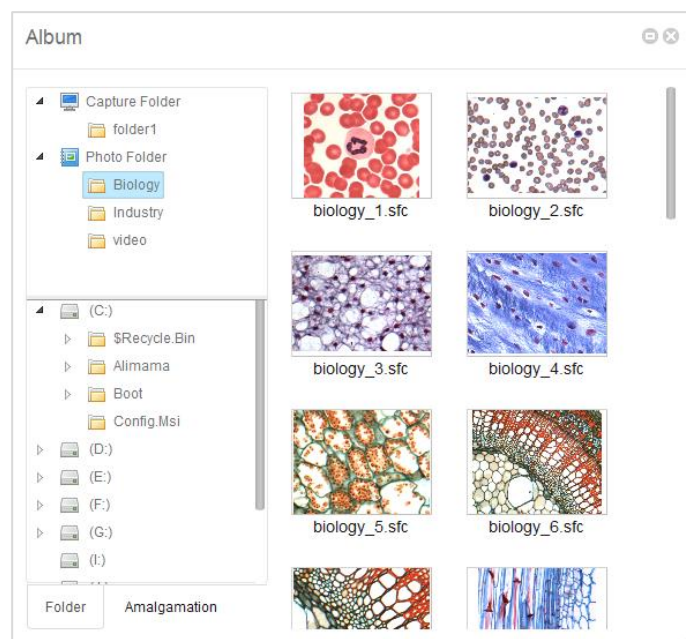 Album
Capture Folder
folder1
Photo Folder
Biology
Industry
video
(C:)
$Recycle.Bin
Alimama
Boot
Config.Msi
(D:)
(E:)
(F:)
(G:)
(I:)
Folder
Amalgamation
biology_1.sfc
biology_2.sfc
biology_3.sfc
biology_4.sfc
biology_5.sfc
biology_6.sfc